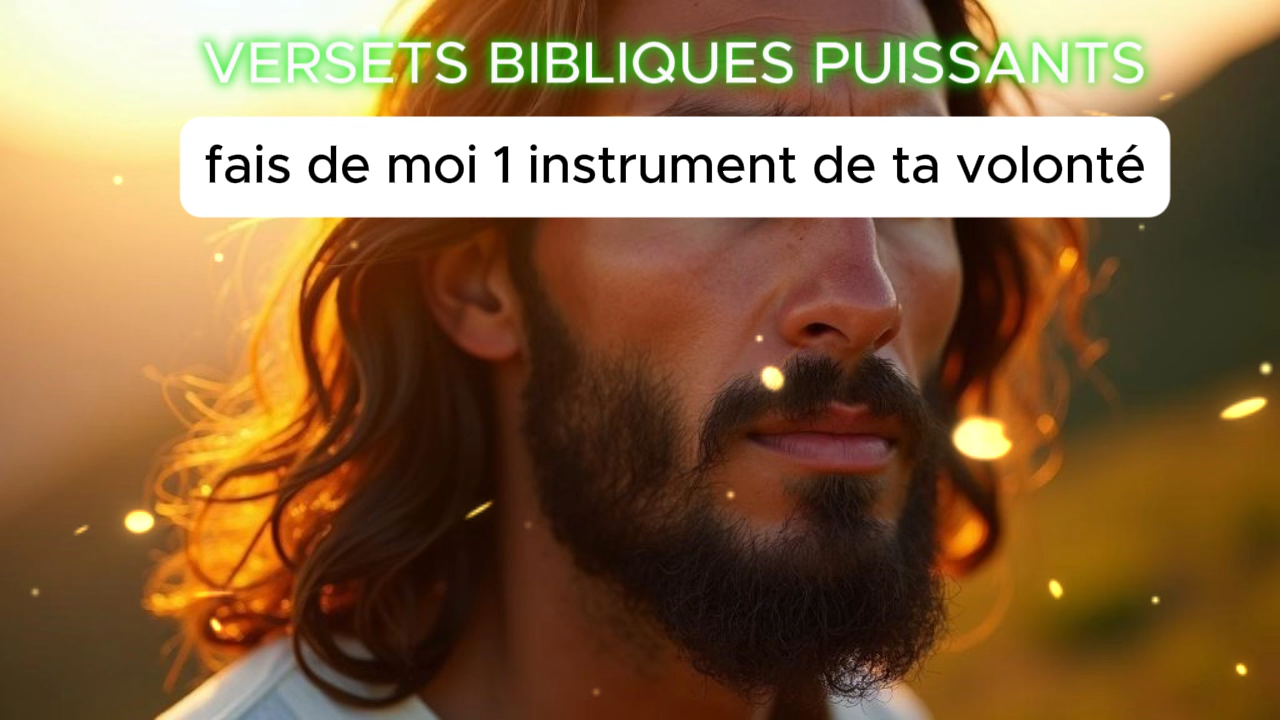 VERSETS BIBLIQUES PUISSANTS
fais de moi 1 instrument de ta volonté